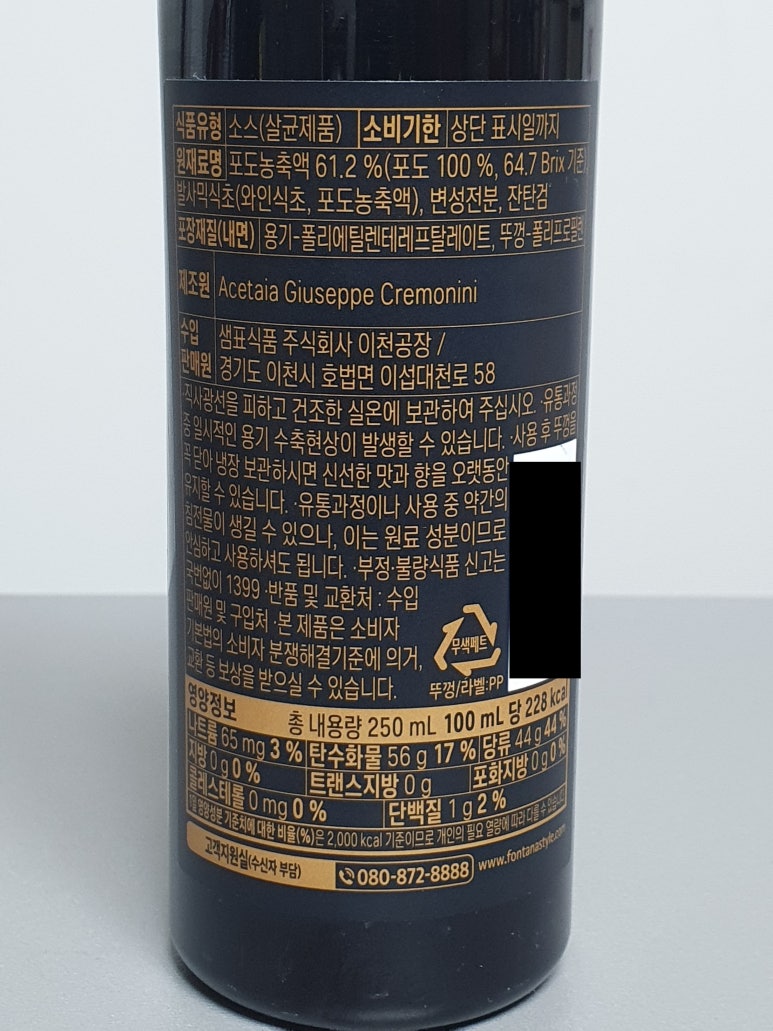 식품유형 소스(살균제품) 소비기한 상단 표시일까지
원재료명 포도농축액 61.2 %(포도 100 %, 64.7 Brix 기준)
발사믹식초(와인식초, 포도농축액), 변성전분, 잔탄검
포장재질(내면) 용기-폴리에틸렌테레프탈레이트, 뚜껑-폴리프로필렌
제조원 Acetaia Giuseppe Cremonini
수입 판매원 샘표식품 주식회사 이천공장 /
경기도 이천시 호법면 이섭대천로 58
·직사광선을 피하고 건조한 실온에 보관하여 주십시오. ·유통과정
중 일시적인 용기 수축현상이 발생할 수 있습니다. ·사용 후 뚜껑을
꼭 닫아 냉장 보관하시면 신선한 맛과 향을 오랫동안
유지할 수 있습니다. ·유통과정이나 사용 중 약간의
침전물이 생길 수 있으나, 이는 원료 성분이므로
안심하고 사용하셔도 됩니다. ·부정·불량식품 신고는
국번없이 1399 ·반품 및 교환처 : 수입
판매원 및 구입처 ·본 제품은 소비자
기본법의 소비자 분쟁해결기준에 의거,
교환 등 보상을 받으실 수 있습니다.
무색페트
뚜껑/라벨:PP
영양정보 총 내용량 250 mL 100 mL 당 228 kcal
나트륨 65 mg 3 % 탄수화물 56 g 17 % 당류 44 g 44 %
지방 0 g 0 % 트랜스지방 0 g 포화지방 0 g 0 %
콜레스테롤 0 mg 0 % 단백질 1 g 2 %
1일 영양성분 기준치에 대한 비율(%)은 2,000 kcal 기준이므로 개인의 필요 열량에 따라 다를 수 있습니다.
고객지원실(수신자 부담) 080-872-8888 www.fontanastyle.com